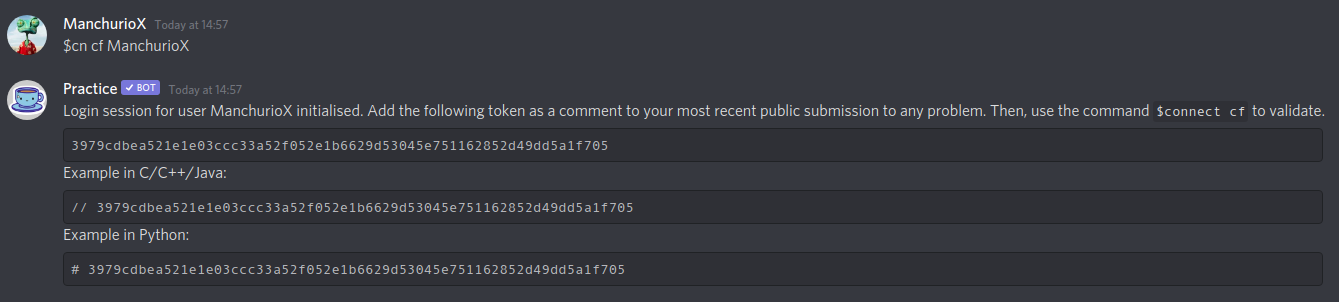 ManchurioX Today at 14:57
$cn cf ManchurioX
Practice ✓ BOT Today at 14:57
Login session for user ManchurioX initialised. Add the following token as a comment to your most recent public submission to any problem. Then, use the command $connect cf to validate.
3979cdbea521e1e03ccc33a52f052e1b6629d53045e751162852d49dd5a1f705
Example in C/C++/Java:
// 3979cdbea521e1e03ccc33a52f052e1b6629d53045e751162852d49dd5a1f705
Example in Python:
# 3979cdbea521e1e03ccc33a52f052e1b6629d53045e751162852d49dd5a1f705